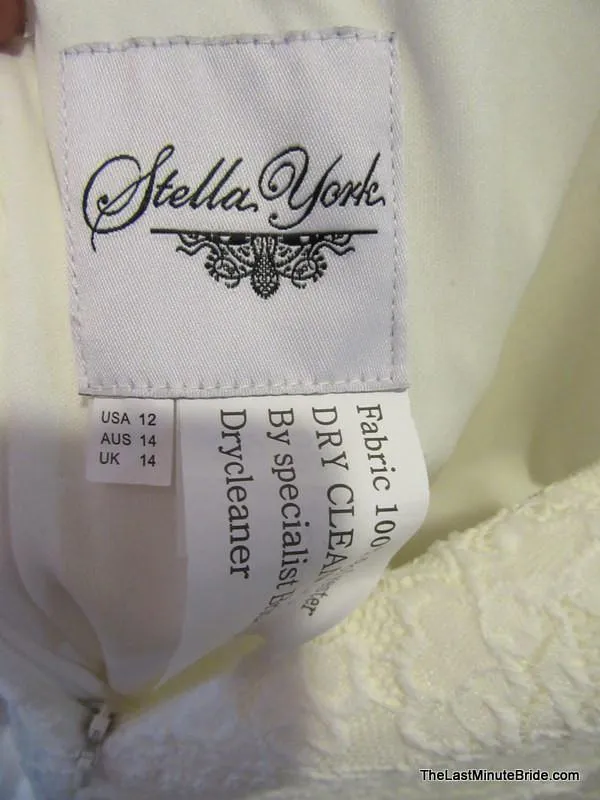 Stella York
USA 12
AUS 14
UK 14
Fabric 100
DRY CLEA
By specialist
Drycleaner
TheLastMinuteBride.com